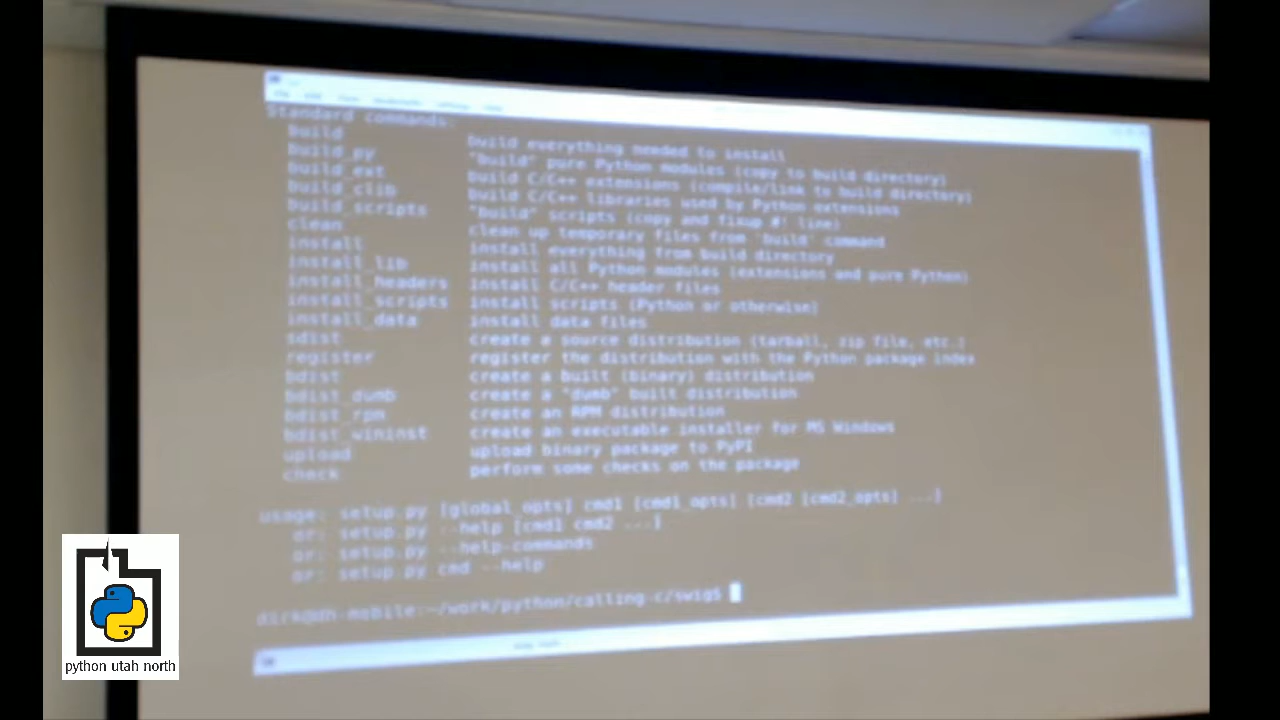 Standard commands:
build build everything needed to install
build_py "build" pure Python modules (copy to build directory)
build_ext build C/C++ extensions (compile/link to build directory)
build_clib build C/C++ libraries used by Python extensions
build_scripts "build" scripts (copy and fixup #! line)
clean clean up temporary files from 'build' command
install install everything from build directory
install_lib install all Python modules (extensions and pure Python)
install_headers install C/C++ header files
install_scripts install scripts (Python or otherwise)
install_data install data files
sdist create a source distribution (tarball, zip file, etc.)
register register the distribution with the Python package index
bdist create a built (binary) distribution
bdist_dumb create a "dumb" built distribution
bdist_rpm create an RPM distribution
bdist_wininst create an executable installer for MS Windows
upload upload binary package to PyPI
check perform some checks on the package
usage: setup.py [global_opts] cmd1 [cmd1_opts] [cmd2 [cmd2_opts] ...]
or: setup.py --help [cmd1 cmd2 ...]
or: setup.py --help-commands
or: setup.py cmd --help
dirk@dh-mobile:~/work/python/calling-c/swig$
python utah north